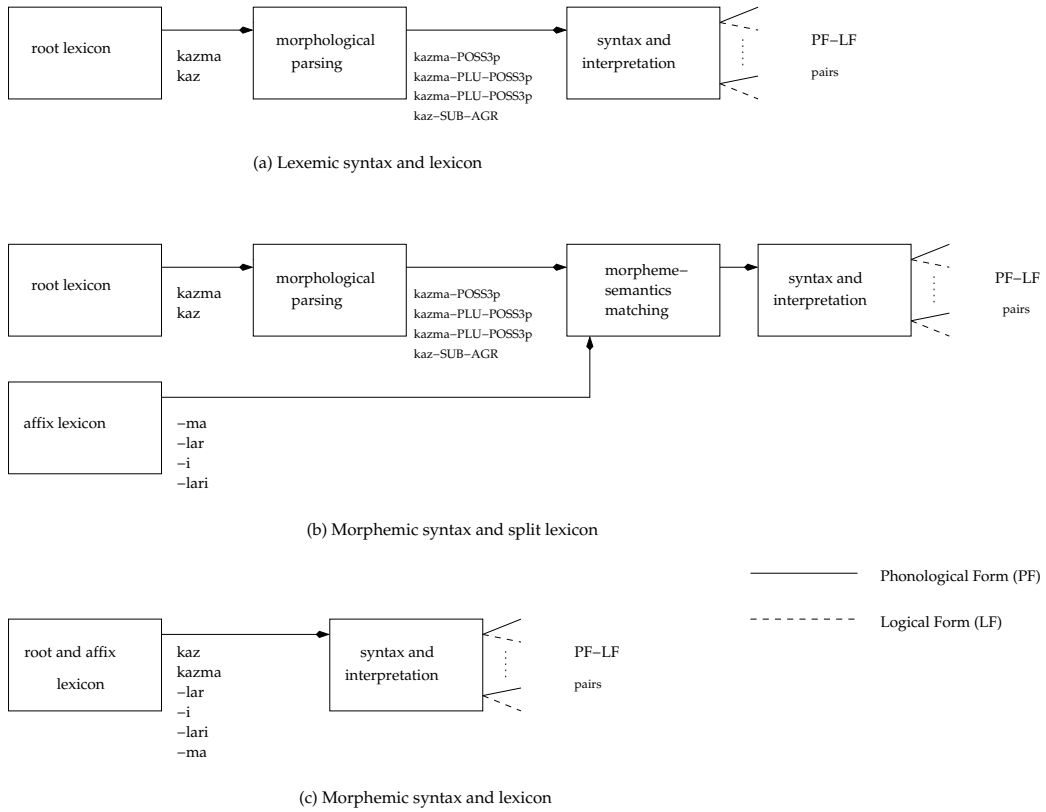 root lexicon
kazma
kaz
morphological
parsing
kazma−POSS3p
kazma−PLU−POSS3p
kazma−PLU−POSS3p
kaz−SUB−AGR
syntax and
interpretation
PF−LF
pairs
(a) Lexemic syntax and lexicon
root lexicon
kazma
kaz
morphological
parsing
kazma−POSS3p
kazma−PLU−POSS3p
kazma−PLU−POSS3p
kaz−SUB−AGR
morpheme−
semantics
matching
syntax and
interpretation
PF−LF
pairs
affix lexicon
−ma
−lar
−i
−lari
(b) Morphemic syntax and split lexicon
Phonological Form (PF)
Logical Form (LF)
root and affix
lexicon
kaz
kazma
−lar
−i
−lari
−ma
syntax and
interpretation
PF−LF
pairs
(c) Morphemic syntax and lexicon